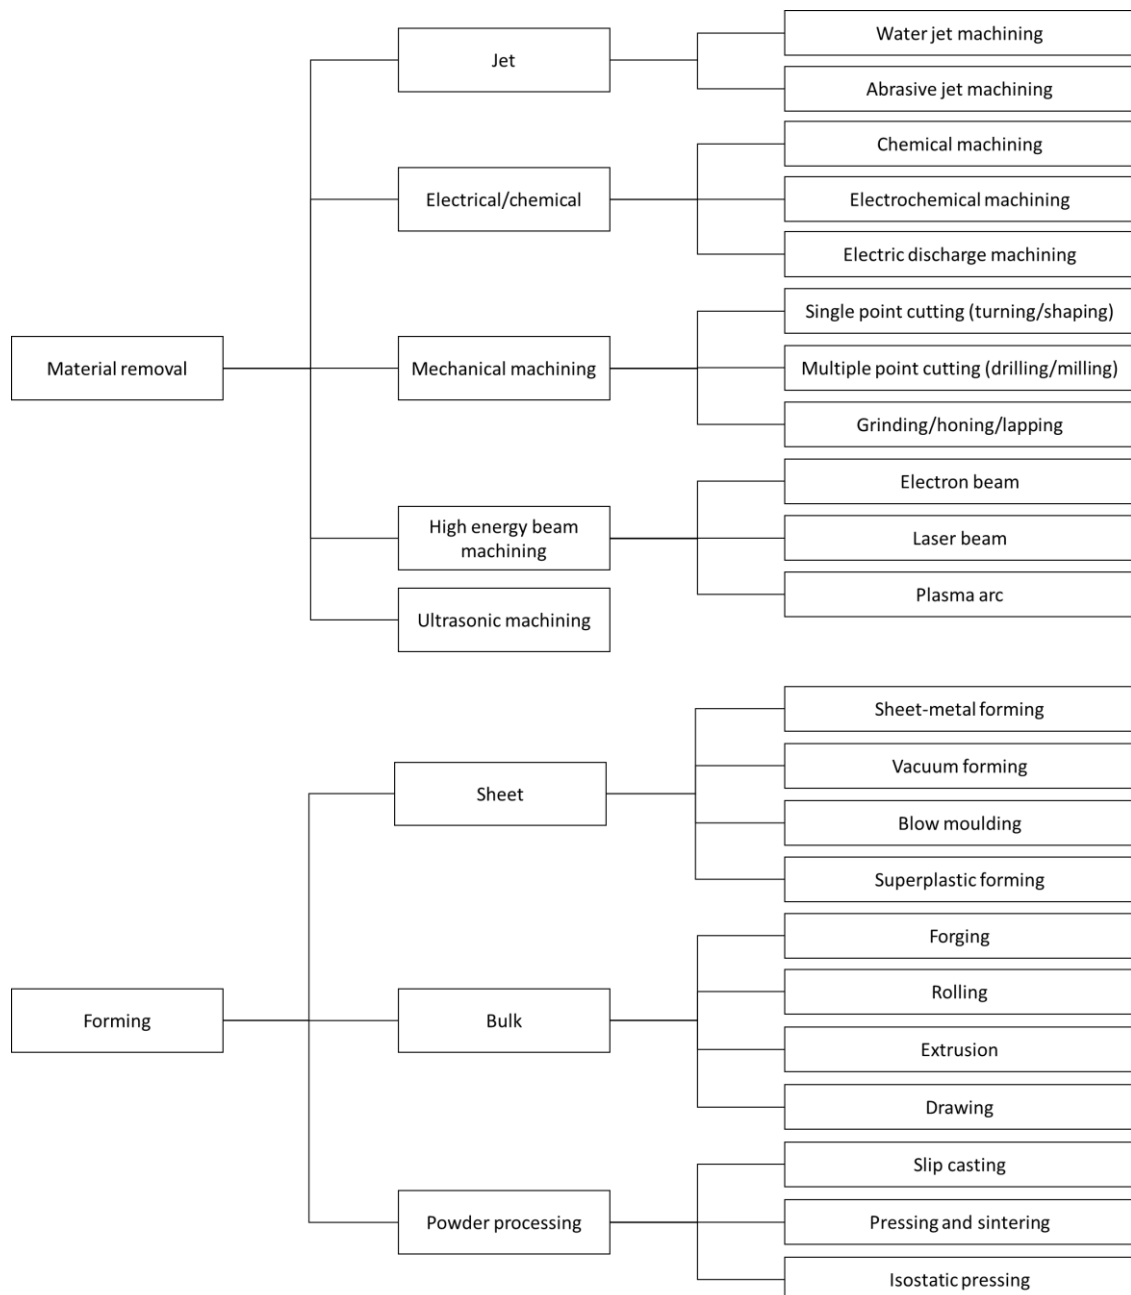 Water jet machining
Jet
Abrasive jet machining
Chemical machining
Electrical/chemical
Electrochemical machining
Electric discharge machining
Single point cutting (turning/shaping)
Material removal
Mechanical machining
Multiple point cutting (drilling/milling)
Grinding/honing/lapping
Electron beam
High energy beam
machining
Laser beam
Plasma arc
Ultrasonic machining
Sheet-metal forming
Vacuum forming
Sheet
Blow moulding
Superplastic forming
Forging
Rolling
Forming
Bulk
Extrusion
Drawing
Slip casting
Powder processing
Pressing and sintering
Isostatic pressing